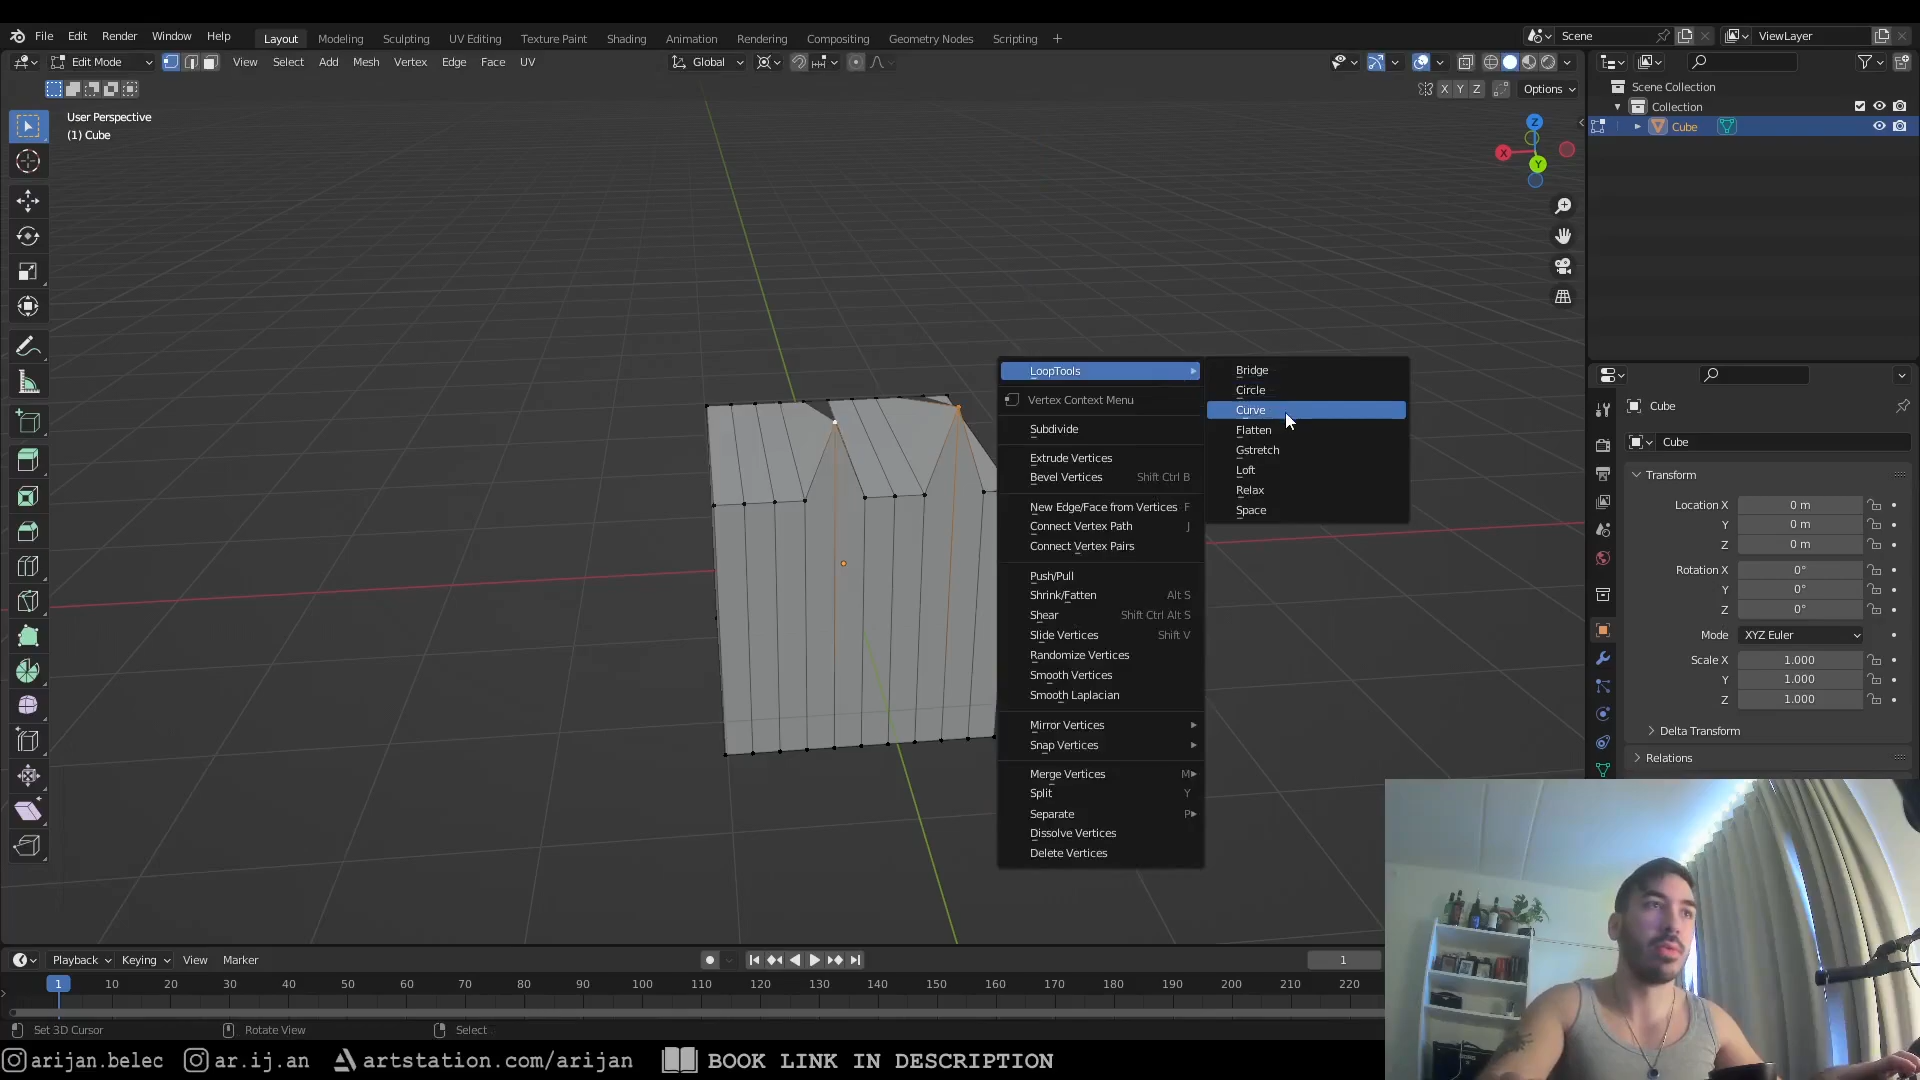 File Edit Render Window Help Layout Modeling Sculpting UV Editing Texture Paint Shading Animation Rendering Compositing Geometry Nodes Scripting + Scene ViewLayer
Edit Mode View Select Add Mesh Vertex Edge Face UV Global
X Y Z Options
User Perspective
(1) Cube
Z
X
Y
Scene Collection
Collection
Cube
LoopTools
Vertex Context Menu
Subdivide
Extrude Vertices
Bevel Vertices Shift Ctrl B
New Edge/Face from Vertices F
Connect Vertex Path J
Connect Vertex Pairs
Push/Pull
Shrink/Fatten Alt S
Shear Shift Ctrl Alt S
Slide Vertices Shift V
Randomize Vertices
Smooth Vertices
Smooth Laplacian
Mirror Vertices
Snap Vertices
Merge Vertices M
Split Y
Separate P
Dissolve Vertices
Delete Vertices
Bridge
Circle
Curve
Flatten
Gstretch
Loft
Relax
Space
Cube
Cube
Transform
Location X 0 m
Y 0 m
Z 0 m
Rotation X 0°
Y 0°
Z 0°
Mode XYZ Euler
Scale X 1.000
Y 1.000
Z 1.000
Delta Transform
Relations
Playback Keying View Marker 1
1 10 20 30 40 50 60 70 80 90 100 110 120 130 140 150 160 170 180 190 200 210 220
Set 3D Cursor Rotate View Select
arijan.belec ar.ij.an artstation.com/arijan BOOK LINK IN DESCRIPTION